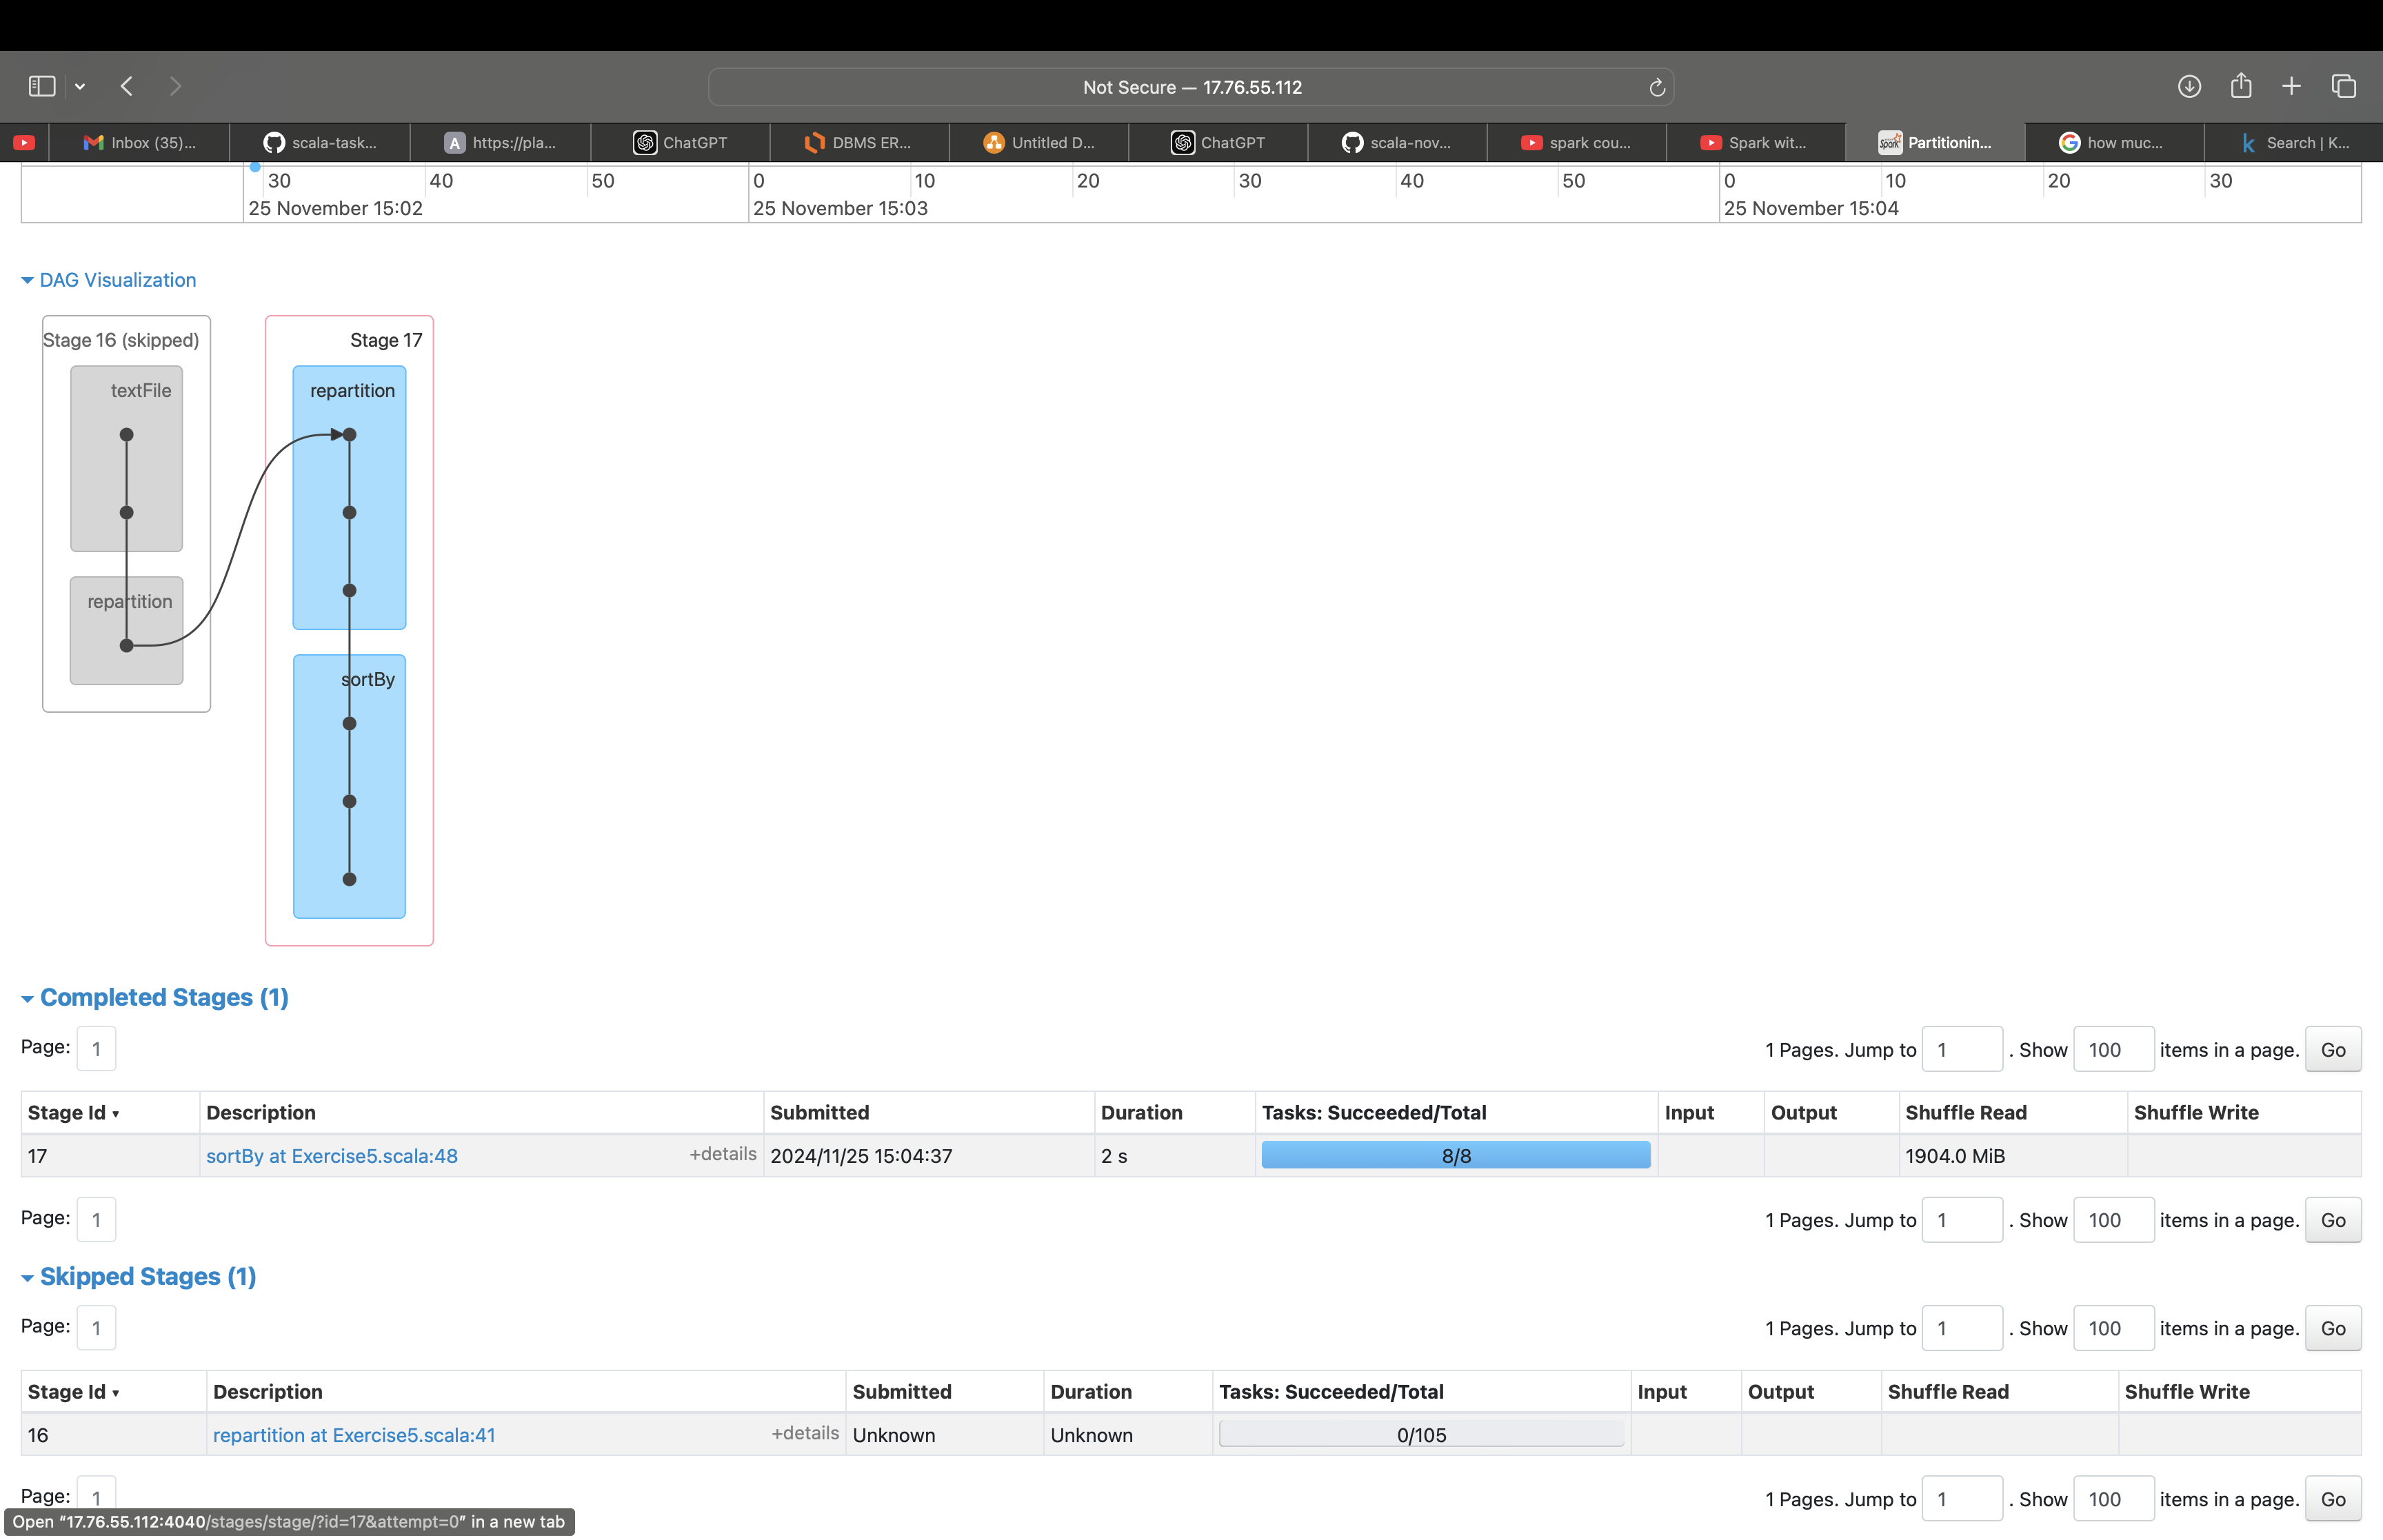 Not Secure — 17.76.55.112
Inbox (35)...
scala-task...
A https://pla...
ChatGPT
DBMS ER...
Untitled D...
ChatGPT
scala-nov...
spark cou...
Spark wit...
Spark Partitionin...
how muc...
k Search | K...
30 40 50 0 10 20 30 40 50 0 10 20 30
25 November 15:02 25 November 15:03 25 November 15:04
DAG Visualization
Stage 16 (skipped)
textFile
repartition
Stage 17
repartition
sortBy
Completed Stages (1)
Page: 1 1 Pages. Jump to 1 . Show 100 items in a page. Go
Stage Id ▾ Description Submitted Duration Tasks: Succeeded/Total Input Output Shuffle Read Shuffle Write
17 sortBy at Exercise5.scala:48 +details 2024/11/25 15:04:37 2 s 8/8 1904.0 MiB
Page: 1 1 Pages. Jump to 1 . Show 100 items in a page. Go
Skipped Stages (1)
Page: 1 1 Pages. Jump to 1 . Show 100 items in a page. Go
Stage Id ▾ Description Submitted Duration Tasks: Succeeded/Total Input Output Shuffle Read Shuffle Write
16 repartition at Exercise5.scala:41 +details Unknown Unknown 0/105
Page: 1 1 Pages. Jump to 1 . Show 100 items in a page. Go
Open “17.76.55.112:4040/stages/stage/?id=17&attempt=0” in a new tab